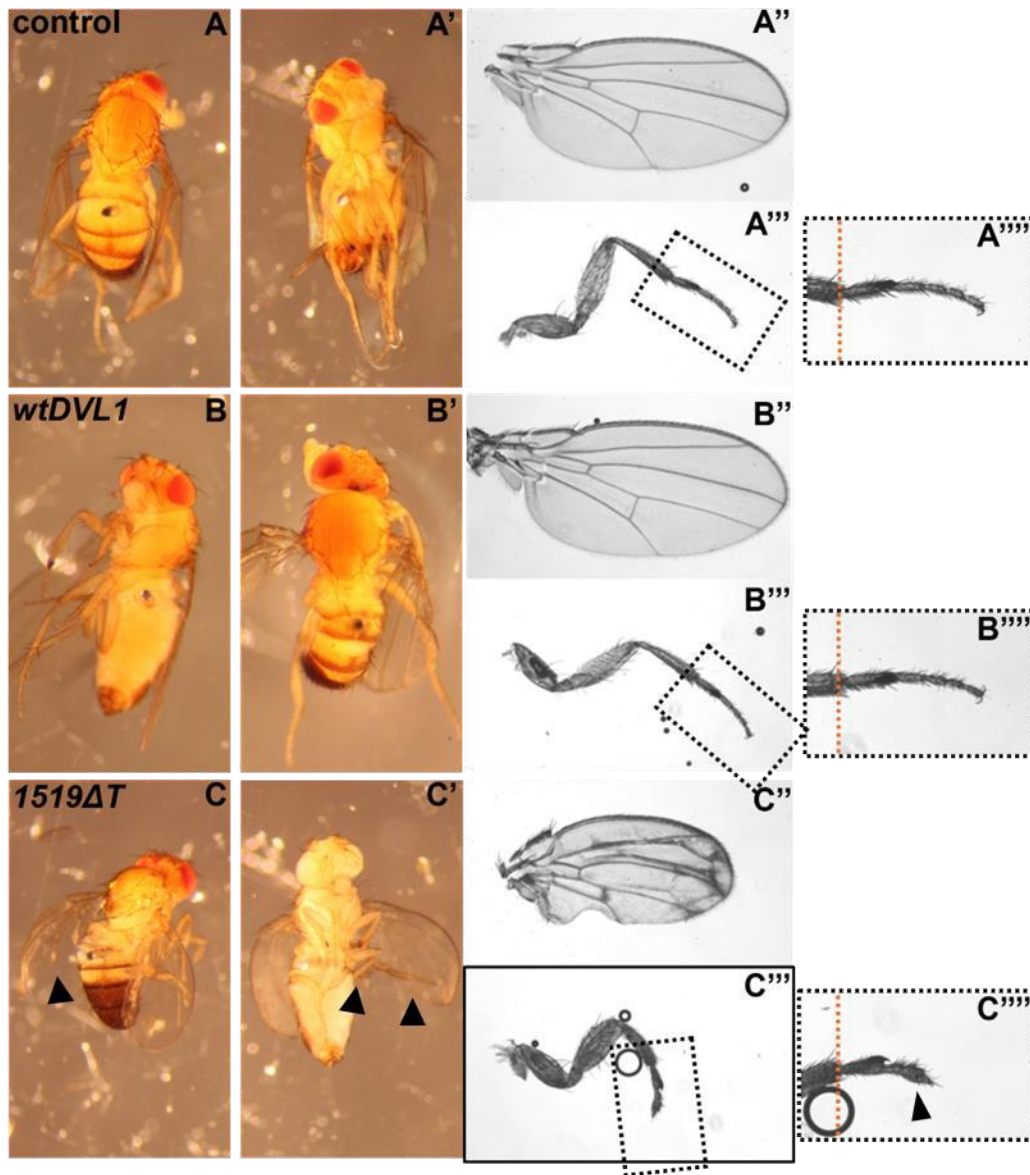 control A A’ A’’
A’’’ A’’’’
wtDVL1 B B’ B’’
B’’’ B’’’’
1519ΔT C C’ C’’
C’’’ C’’’’